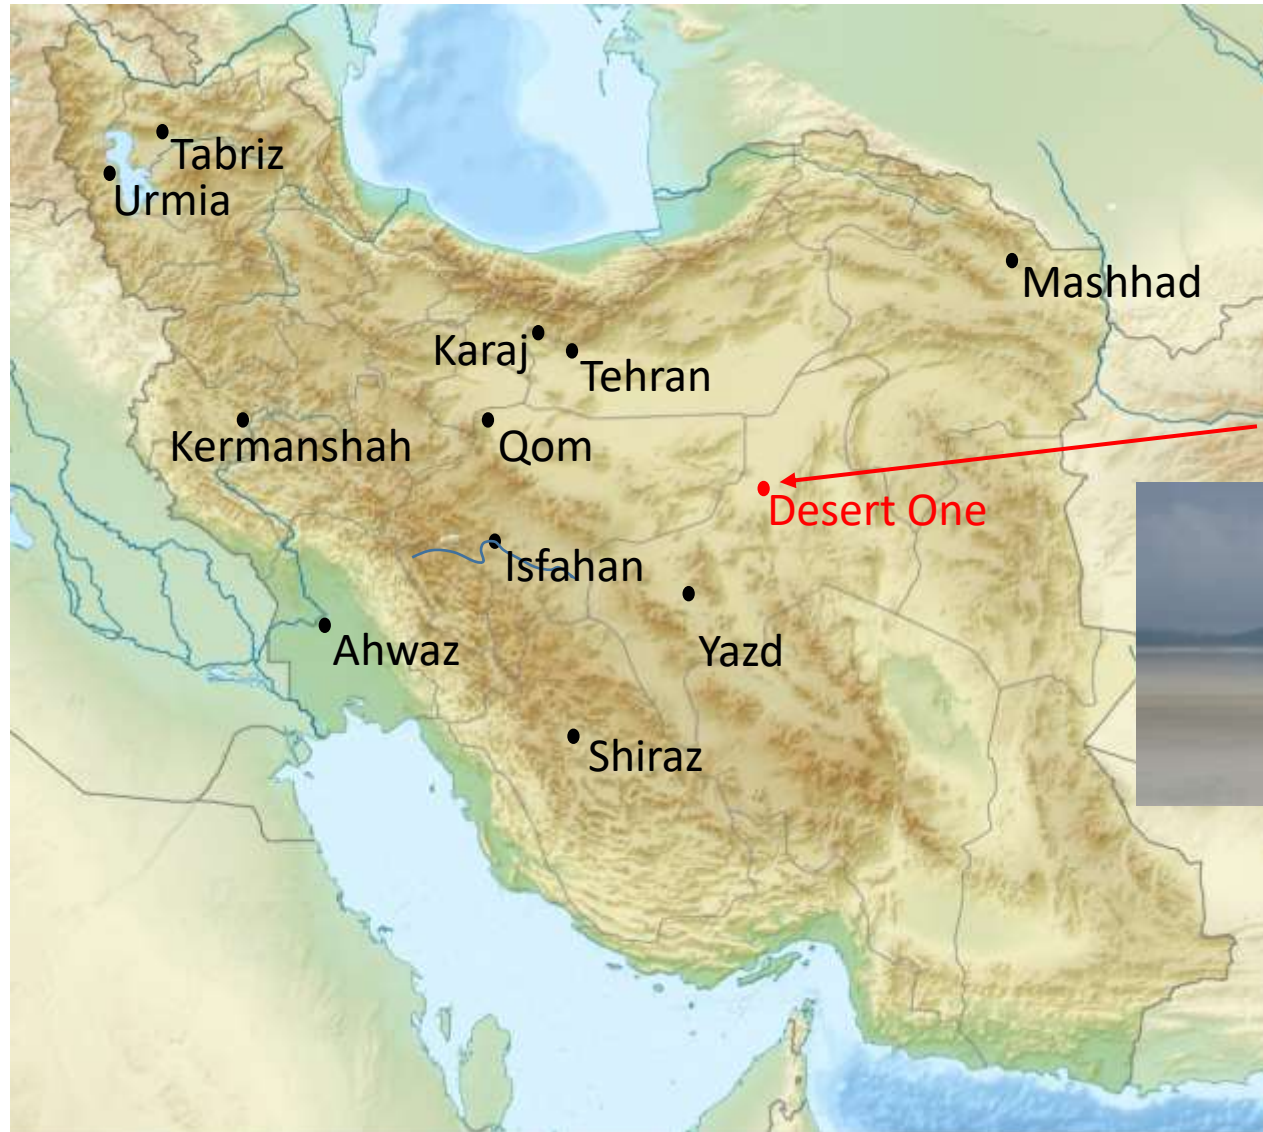 Tabriz
Urmia
Mashhad
Karaj
Tehran
Kermanshah
Qom
Desert One
Isfahan
Ahwaz
Yazd
Shiraz